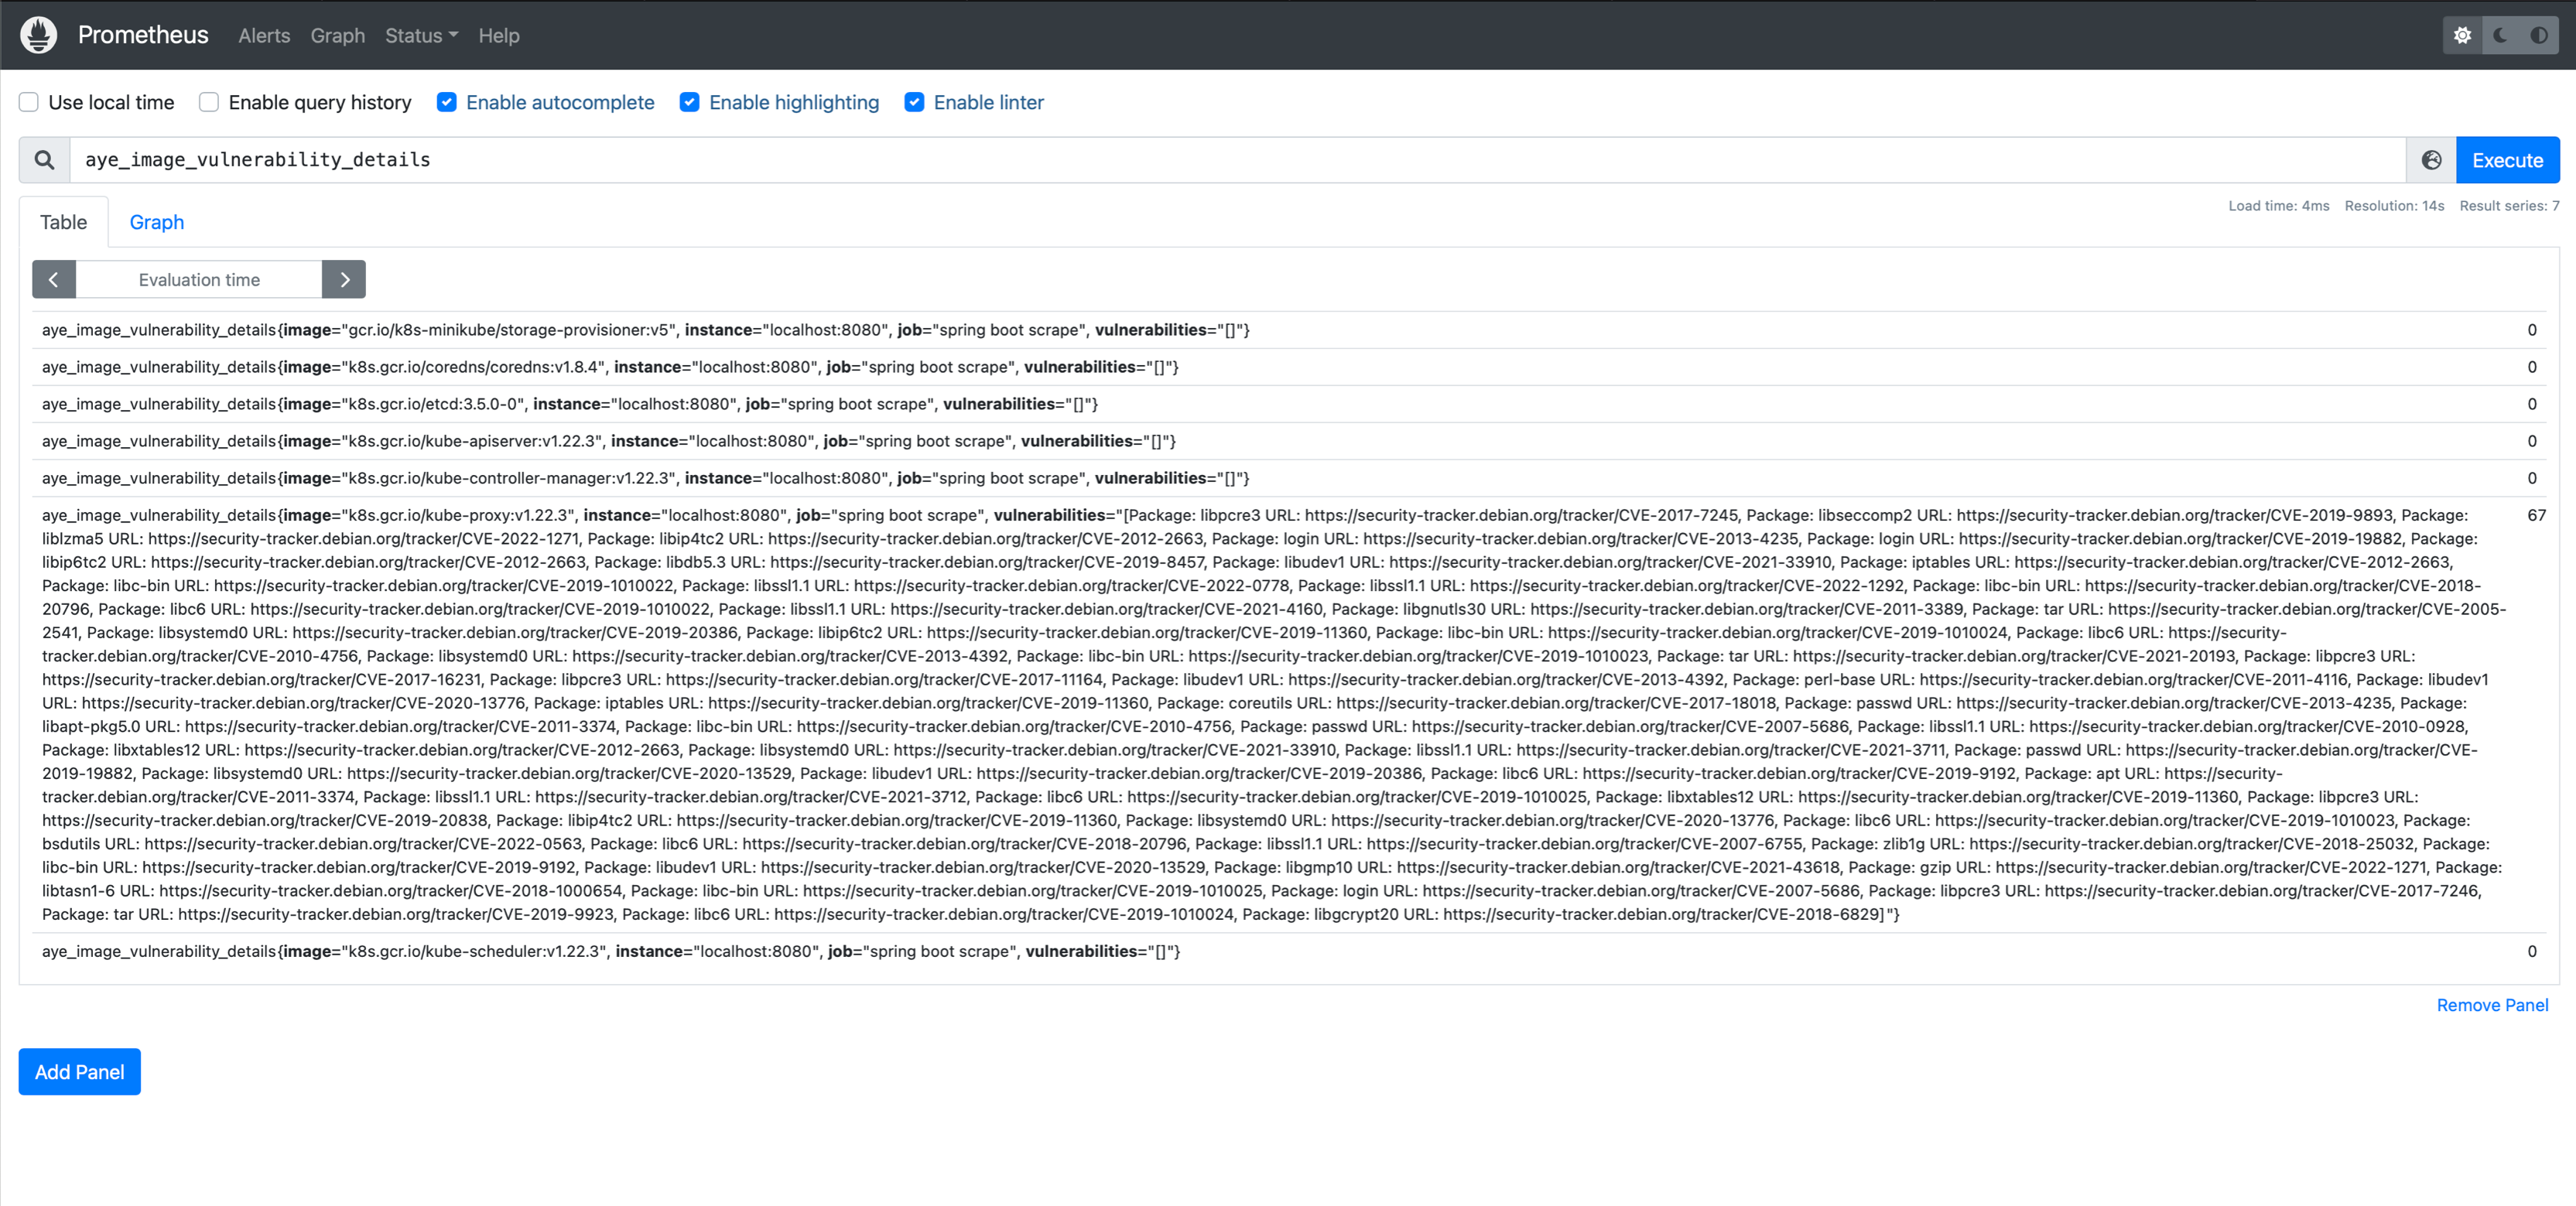 Prometheus Alerts Graph Status Help
Use local time Enable query history Enable autocomplete Enable highlighting Enable linter
aye_image_vulnerability_details Execute
Table Graph Load time: 4ms Resolution: 14s Result series: 7
Evaluation time
aye_image_vulnerability_details{image="gcr.io/k8s-minikube/storage-provisioner:v5", instance="localhost:8080", job="spring boot scrape", vulnerabilities="[]"} 0
aye_image_vulnerability_details{image="k8s.gcr.io/coredns/coredns:v1.8.4", instance="localhost:8080", job="spring boot scrape", vulnerabilities="[]"} 0
aye_image_vulnerability_details{image="k8s.gcr.io/etcd:3.5.0-0", instance="localhost:8080", job="spring boot scrape", vulnerabilities="[]"} 0
aye_image_vulnerability_details{image="k8s.gcr.io/kube-apiserver:v1.22.3", instance="localhost:8080", job="spring boot scrape", vulnerabilities="[]"} 0
aye_image_vulnerability_details{image="k8s.gcr.io/kube-controller-manager:v1.22.3", instance="localhost:8080", job="spring boot scrape", vulnerabilities="[]"} 0
aye_image_vulnerability_details{image="k8s.gcr.io/kube-proxy:v1.22.3", instance="localhost:8080", job="spring boot scrape", vulnerabilities="[Package: libpcre3 URL: https://security-tracker.debian.org/tracker/CVE-2017-7245, Package: libseccomp2 URL: https://security-tracker.debian.org/tracker/CVE-2019-9893, Package: 67
liblzma5 URL: https://security-tracker.debian.org/tracker/CVE-2022-1271, Package: libip4tc2 URL: https://security-tracker.debian.org/tracker/CVE-2012-2663, Package: login URL: https://security-tracker.debian.org/tracker/CVE-2013-4235, Package: login URL: https://security-tracker.debian.org/tracker/CVE-2019-19882, Package:
libip6tc2 URL: https://security-tracker.debian.org/tracker/CVE-2012-2663, Package: libdb5.3 URL: https://security-tracker.debian.org/tracker/CVE-2019-8457, Package: libudev1 URL: https://security-tracker.debian.org/tracker/CVE-2021-33910, Package: iptables URL: https://security-tracker.debian.org/tracker/CVE-2012-2663,
Package: libc-bin URL: https://security-tracker.debian.org/tracker/CVE-2019-1010022, Package: libssl1.1 URL: https://security-tracker.debian.org/tracker/CVE-2022-0778, Package: libssl1.1 URL: https://security-tracker.debian.org/tracker/CVE-2022-1292, Package: libc-bin URL: https://security-tracker.debian.org/tracker/CVE-2018-
20796, Package: libc6 URL: https://security-tracker.debian.org/tracker/CVE-2019-1010022, Package: libssl1.1 URL: https://security-tracker.debian.org/tracker/CVE-2021-4160, Package: libgnutls30 URL: https://security-tracker.debian.org/tracker/CVE-2011-3389, Package: tar URL: https://security-tracker.debian.org/tracker/CVE-2005-
2541, Package: libsystemd0 URL: https://security-tracker.debian.org/tracker/CVE-2019-20386, Package: libip6tc2 URL: https://security-tracker.debian.org/tracker/CVE-2019-11360, Package: libc-bin URL: https://security-tracker.debian.org/tracker/CVE-2019-1010024, Package: libc6 URL: https://security-
tracker.debian.org/tracker/CVE-2010-4756, Package: libsystemd0 URL: https://security-tracker.debian.org/tracker/CVE-2013-4392, Package: libc-bin URL: https://security-tracker.debian.org/tracker/CVE-2019-1010023, Package: tar URL: https://security-tracker.debian.org/tracker/CVE-2021-20193, Package: libpcre3 URL:
https://security-tracker.debian.org/tracker/CVE-2017-16231, Package: libpcre3 URL: https://security-tracker.debian.org/tracker/CVE-2017-11164, Package: libudev1 URL: https://security-tracker.debian.org/tracker/CVE-2013-4392, Package: perl-base URL: https://security-tracker.debian.org/tracker/CVE-2011-4116, Package: libudev1
URL: https://security-tracker.debian.org/tracker/CVE-2020-13776, Package: iptables URL: https://security-tracker.debian.org/tracker/CVE-2019-11360, Package: coreutils URL: https://security-tracker.debian.org/tracker/CVE-2017-18018, Package: passwd URL: https://security-tracker.debian.org/tracker/CVE-2013-4235, Package:
libapt-pkg5.0 URL: https://security-tracker.debian.org/tracker/CVE-2011-3374, Package: libc-bin URL: https://security-tracker.debian.org/tracker/CVE-2010-4756, Package: passwd URL: https://security-tracker.debian.org/tracker/CVE-2007-5686, Package: libssl1.1 URL: https://security-tracker.debian.org/tracker/CVE-2010-0928,
Package: libxtables12 URL: https://security-tracker.debian.org/tracker/CVE-2012-2663, Package: libsystemd0 URL: https://security-tracker.debian.org/tracker/CVE-2021-33910, Package: libssl1.1 URL: https://security-tracker.debian.org/tracker/CVE-2021-3711, Package: passwd URL: https://security-tracker.debian.org/tracker/CVE-
2019-19882, Package: libsystemd0 URL: https://security-tracker.debian.org/tracker/CVE-2020-13529, Package: libudev1 URL: https://security-tracker.debian.org/tracker/CVE-2019-20386, Package: libc6 URL: https://security-tracker.debian.org/tracker/CVE-2019-9192, Package: apt URL: https://security-
tracker.debian.org/tracker/CVE-2011-3374, Package: libssl1.1 URL: https://security-tracker.debian.org/tracker/CVE-2021-3712, Package: libc6 URL: https://security-tracker.debian.org/tracker/CVE-2019-1010025, Package: libxtables12 URL: https://security-tracker.debian.org/tracker/CVE-2019-11360, Package: libpcre3 URL:
https://security-tracker.debian.org/tracker/CVE-2019-20838, Package: libip4tc2 URL: https://security-tracker.debian.org/tracker/CVE-2019-11360, Package: libsystemd0 URL: https://security-tracker.debian.org/tracker/CVE-2020-13776, Package: libc6 URL: https://security-tracker.debian.org/tracker/CVE-2019-1010023, Package:
bsdutils URL: https://security-tracker.debian.org/tracker/CVE-2022-0563, Package: libc6 URL: https://security-tracker.debian.org/tracker/CVE-2018-20796, Package: libssl1.1 URL: https://security-tracker.debian.org/tracker/CVE-2007-6755, Package: zlib1g URL: https://security-tracker.debian.org/tracker/CVE-2018-25032, Package:
libc-bin URL: https://security-tracker.debian.org/tracker/CVE-2019-9192, Package: libudev1 URL: https://security-tracker.debian.org/tracker/CVE-2020-13529, Package: libgmp10 URL: https://security-tracker.debian.org/tracker/CVE-2021-43618, Package: gzip URL: https://security-tracker.debian.org/tracker/CVE-2022-1271, Package:
libtasn1-6 URL: https://security-tracker.debian.org/tracker/CVE-2018-1000654, Package: libc-bin URL: https://security-tracker.debian.org/tracker/CVE-2019-1010025, Package: login URL: https://security-tracker.debian.org/tracker/CVE-2007-5686, Package: libpcre3 URL: https://security-tracker.debian.org/tracker/CVE-2017-7246,
Package: tar URL: https://security-tracker.debian.org/tracker/CVE-2019-9923, Package: libc6 URL: https://security-tracker.debian.org/tracker/CVE-2019-1010024, Package: libgcrypt20 URL: https://security-tracker.debian.org/tracker/CVE-2018-6829]"}
aye_image_vulnerability_details{image="k8s.gcr.io/kube-scheduler:v1.22.3", instance="localhost:8080", job="spring boot scrape", vulnerabilities="[]"} 0
Remove Panel
Add Panel